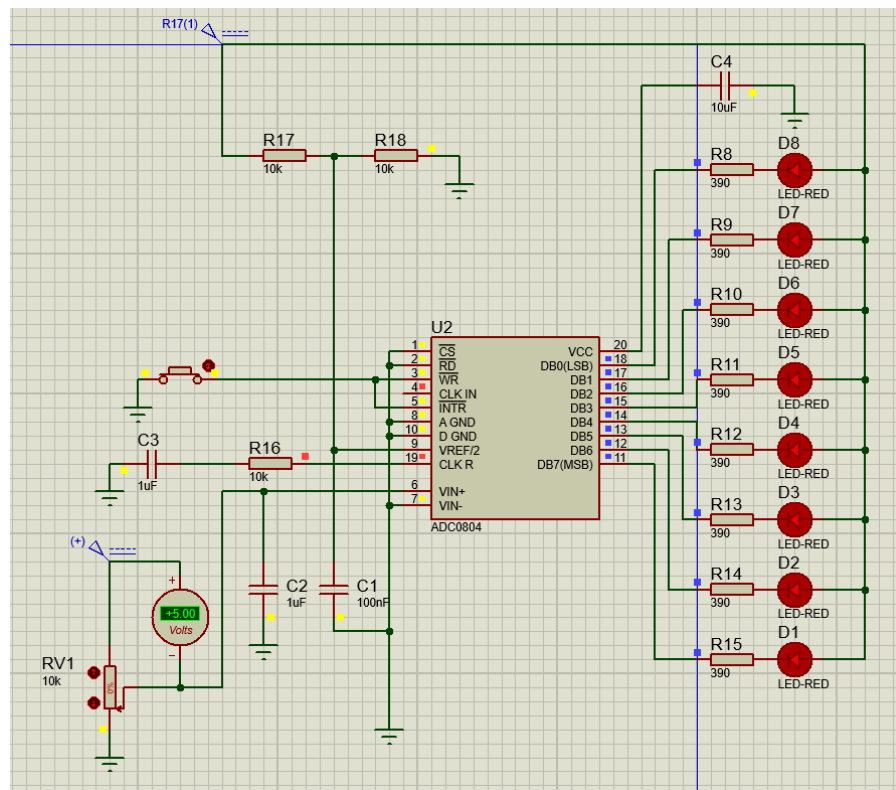 R17(1)
C4
10uF
R17
10k
R18
10k
D8
R8
390
LED-RED
D7
R9
390
LED-RED
D6
R10
390
LED-RED
D5
R11
390
LED-RED
D4
R12
390
LED-RED
D3
R13
390
LED-RED
D2
R14
390
LED-RED
D1
R15
390
LED-RED
U2
1 CS VCC 20
2 RD DB0(LSB) 18
3 WR DB1 17
4 CLK IN DB2 16
5 INTR DB3 15
8 A GND DB4 14
10 D GND DB5 13
9 VREF/2 DB6 12
19 CLK R DB7(MSB) 11
6 VIN+
7 VIN-
ADC0804
C3
1uF
R16
10k
(+)
+
+5.00
Volts
−
C2
1uF
C1
100nF
RV1
10k
0%